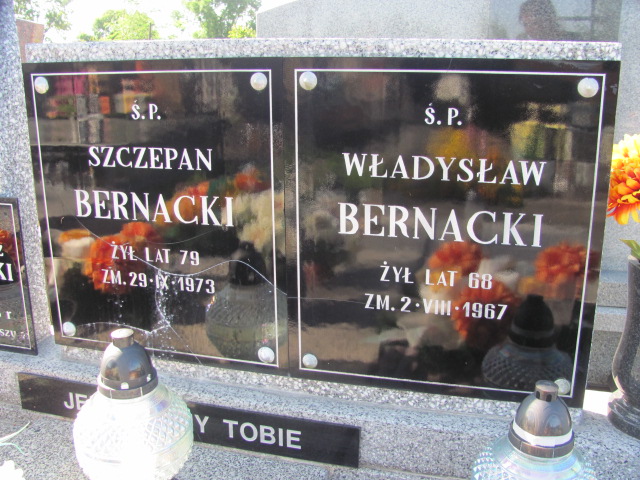 Ś.P.
SZCZEPAN
BERNACKI
ŻYŁ LAT 79
ZM. 29·IX·1973
Ś.P.
WŁADYSŁAW
BERNACKI
ŻYŁ LAT 68
ZM. 2·VIII·1967
TOBIE